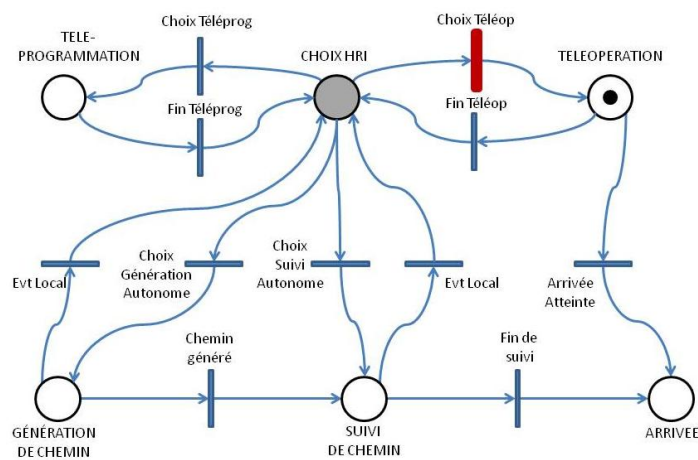 Choix Téléprog
Choix Téléop
TELE-
PROGRAMMATION
CHOIX HRI
TELEOPERATION
Fin Téléprog
Fin Téléop
Evt Local
Choix
Génération
Autonome
Choix
Suivi
Autonome
Evt Local
Arrivée
Atteinte
Chemin
généré
Fin de
suivi
GÉNÉRATION
DE CHEMIN
SUIVI
DE CHEMIN
ARRIVEE